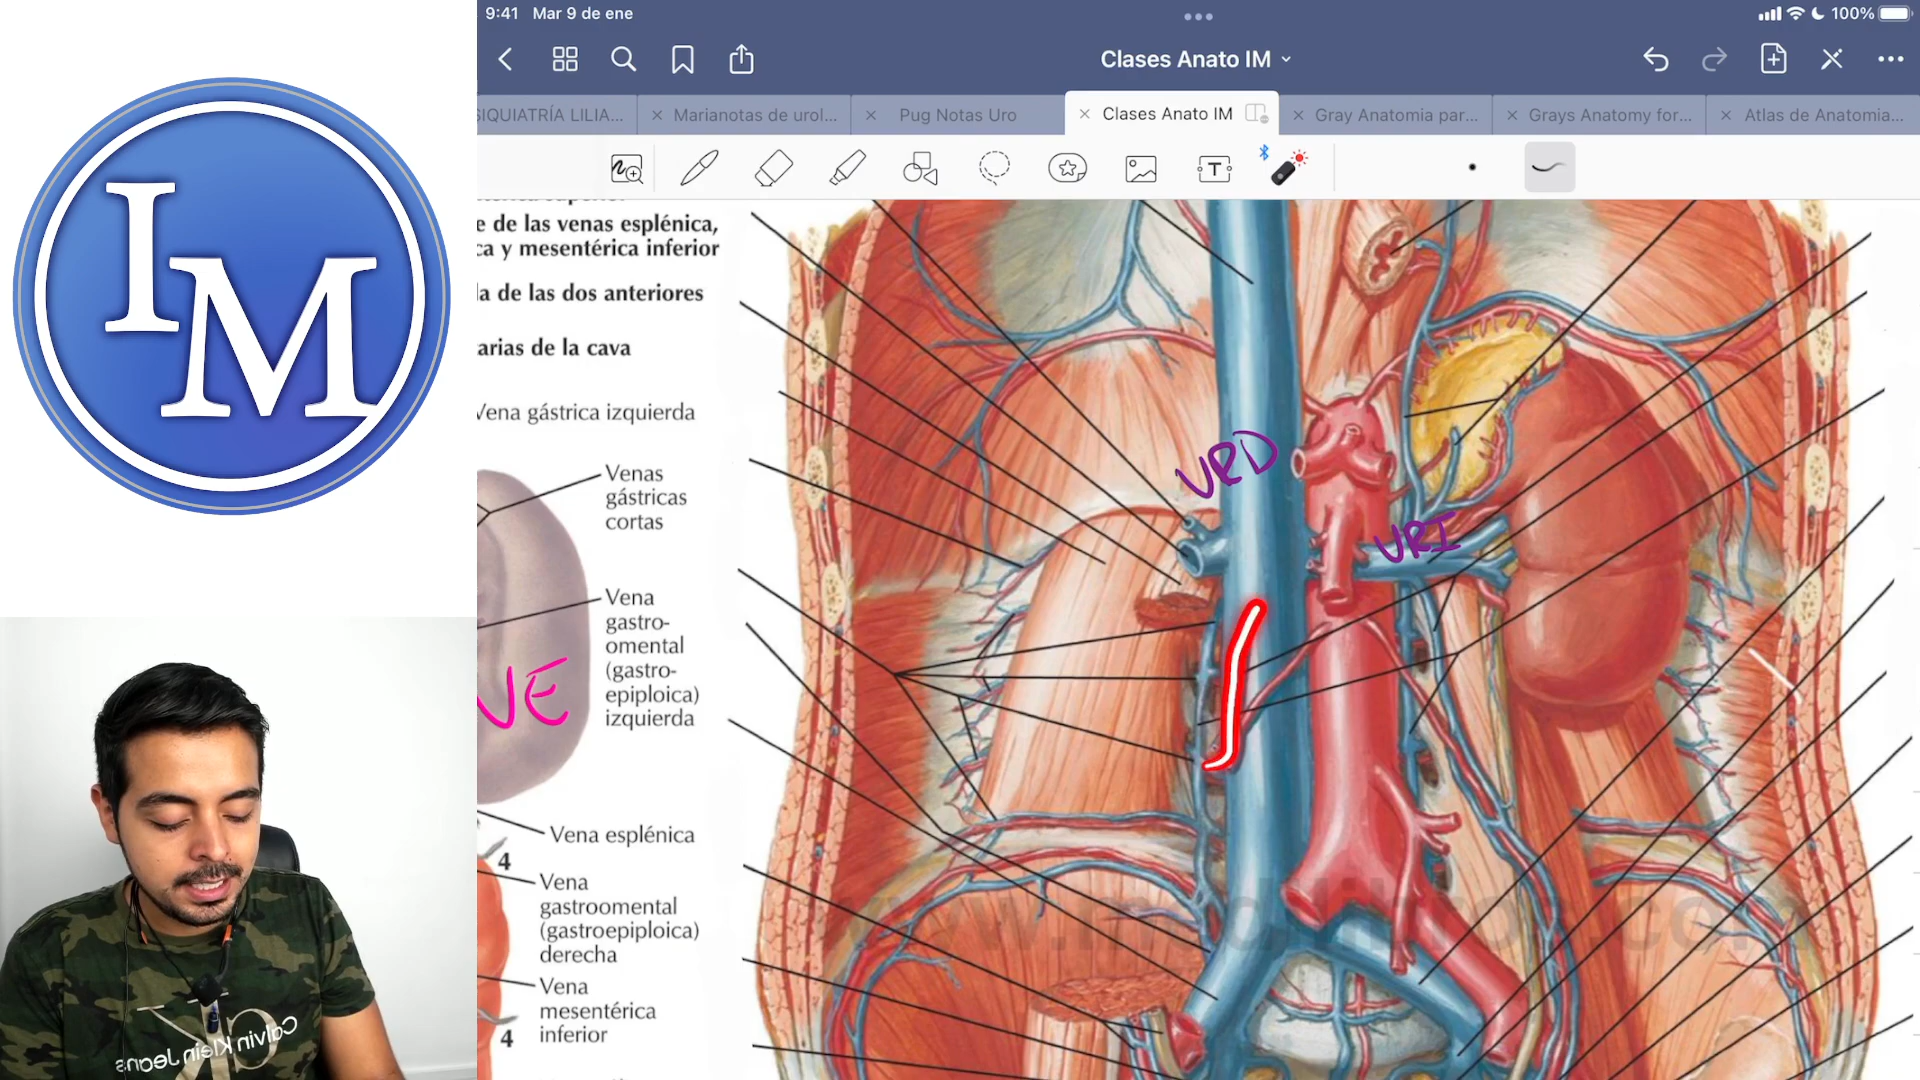 9:41 Mar 9 de ene
100%
Clases Anato IM
SIQUIATRÍA LILIA...
Marianotas de urol...
Pug Notas Uro
Clases Anato IM
Gray Anatomia par...
Grays Anatomy for...
Atlas de Anatomia...
T
IM
e de las venas esplénica,
ca y mesentérica inferior
la de las dos anteriores
arias de la cava
Vena gástrica izquierda
Venas
gástricas
cortas
Vena
gastro-
omental
(gastro-
epiploica)
izquierda
VE
Vena esplénica
4
Vena
gastroomental
(gastroepiploica)
derecha
Vena
mesentérica
inferior
4
VRD
VRI
Calvin Klein Jeans